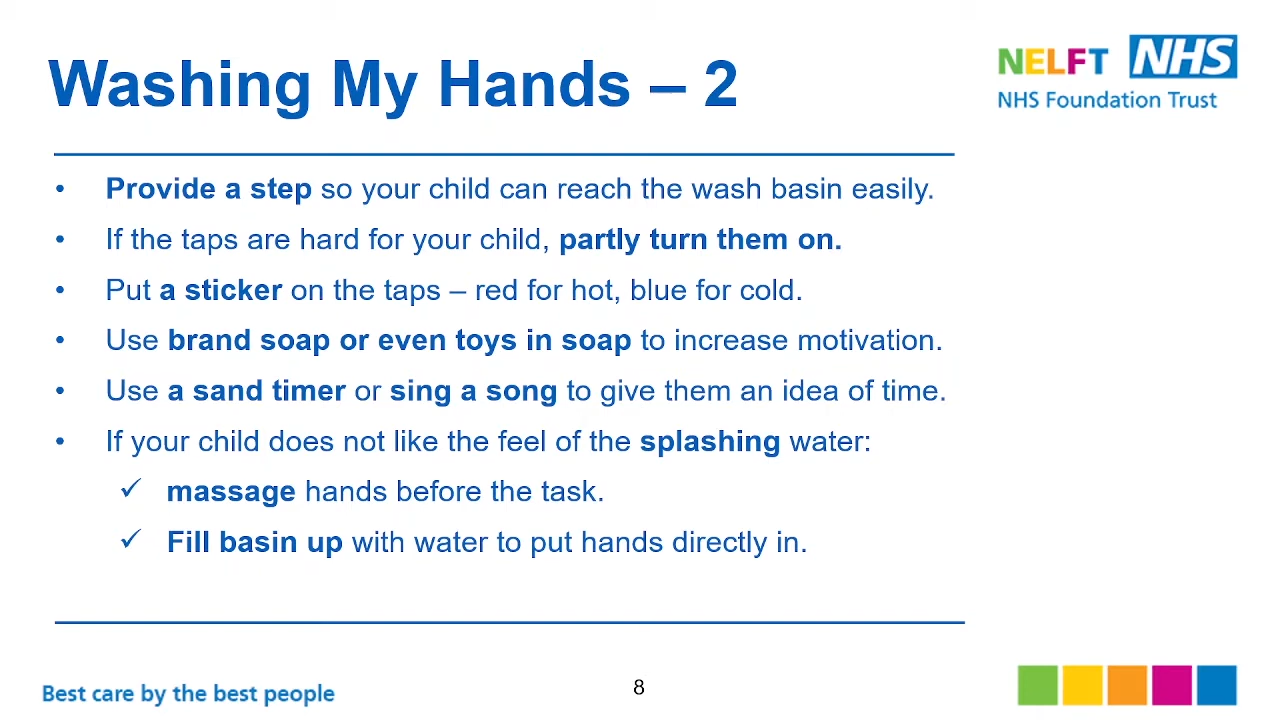 Washing My Hands – 2
NELFT NHS
NHS Foundation Trust
• Provide a step so your child can reach the wash basin easily.
• If the taps are hard for your child, partly turn them on.
• Put a sticker on the taps – red for hot, blue for cold.
• Use brand soap or even toys in soap to increase motivation.
• Use a sand timer or sing a song to give them an idea of time.
• If your child does not like the feel of the splashing water:
✓ massage hands before the task.
✓ Fill basin up with water to put hands directly in.
Best care by the best people
8